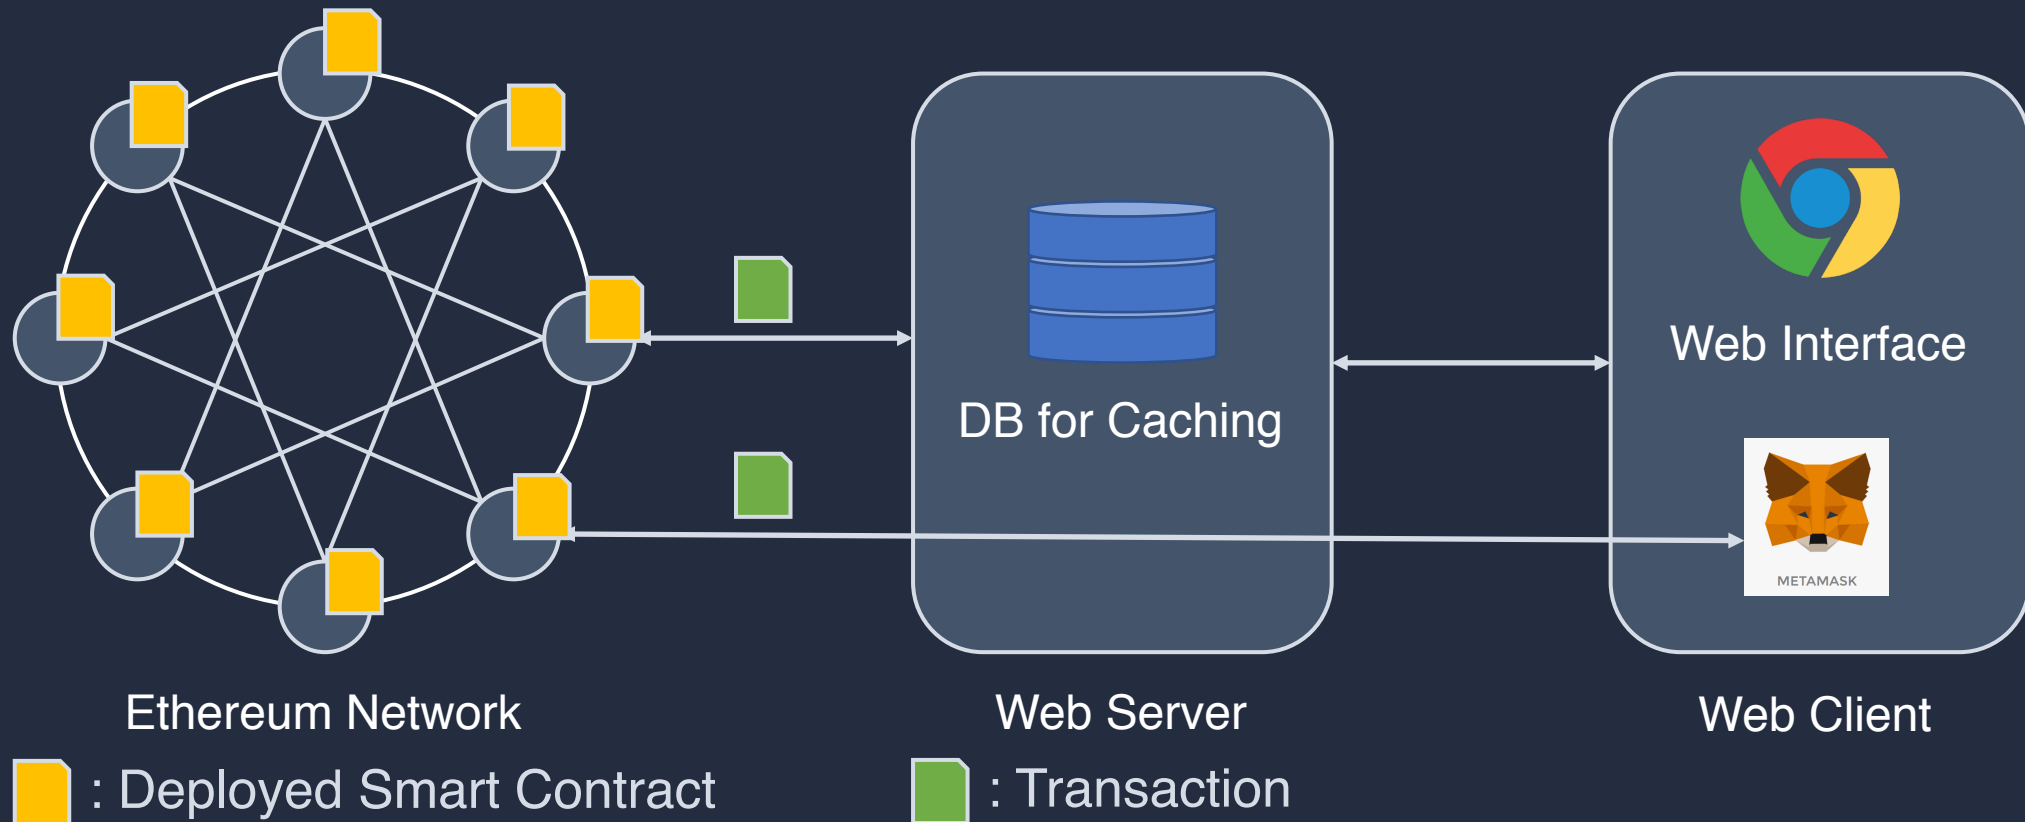 DB for Caching
Web Interface
METAMASK
Ethereum Network
Web Server
Web Client
: Deployed Smart Contract
: Transaction